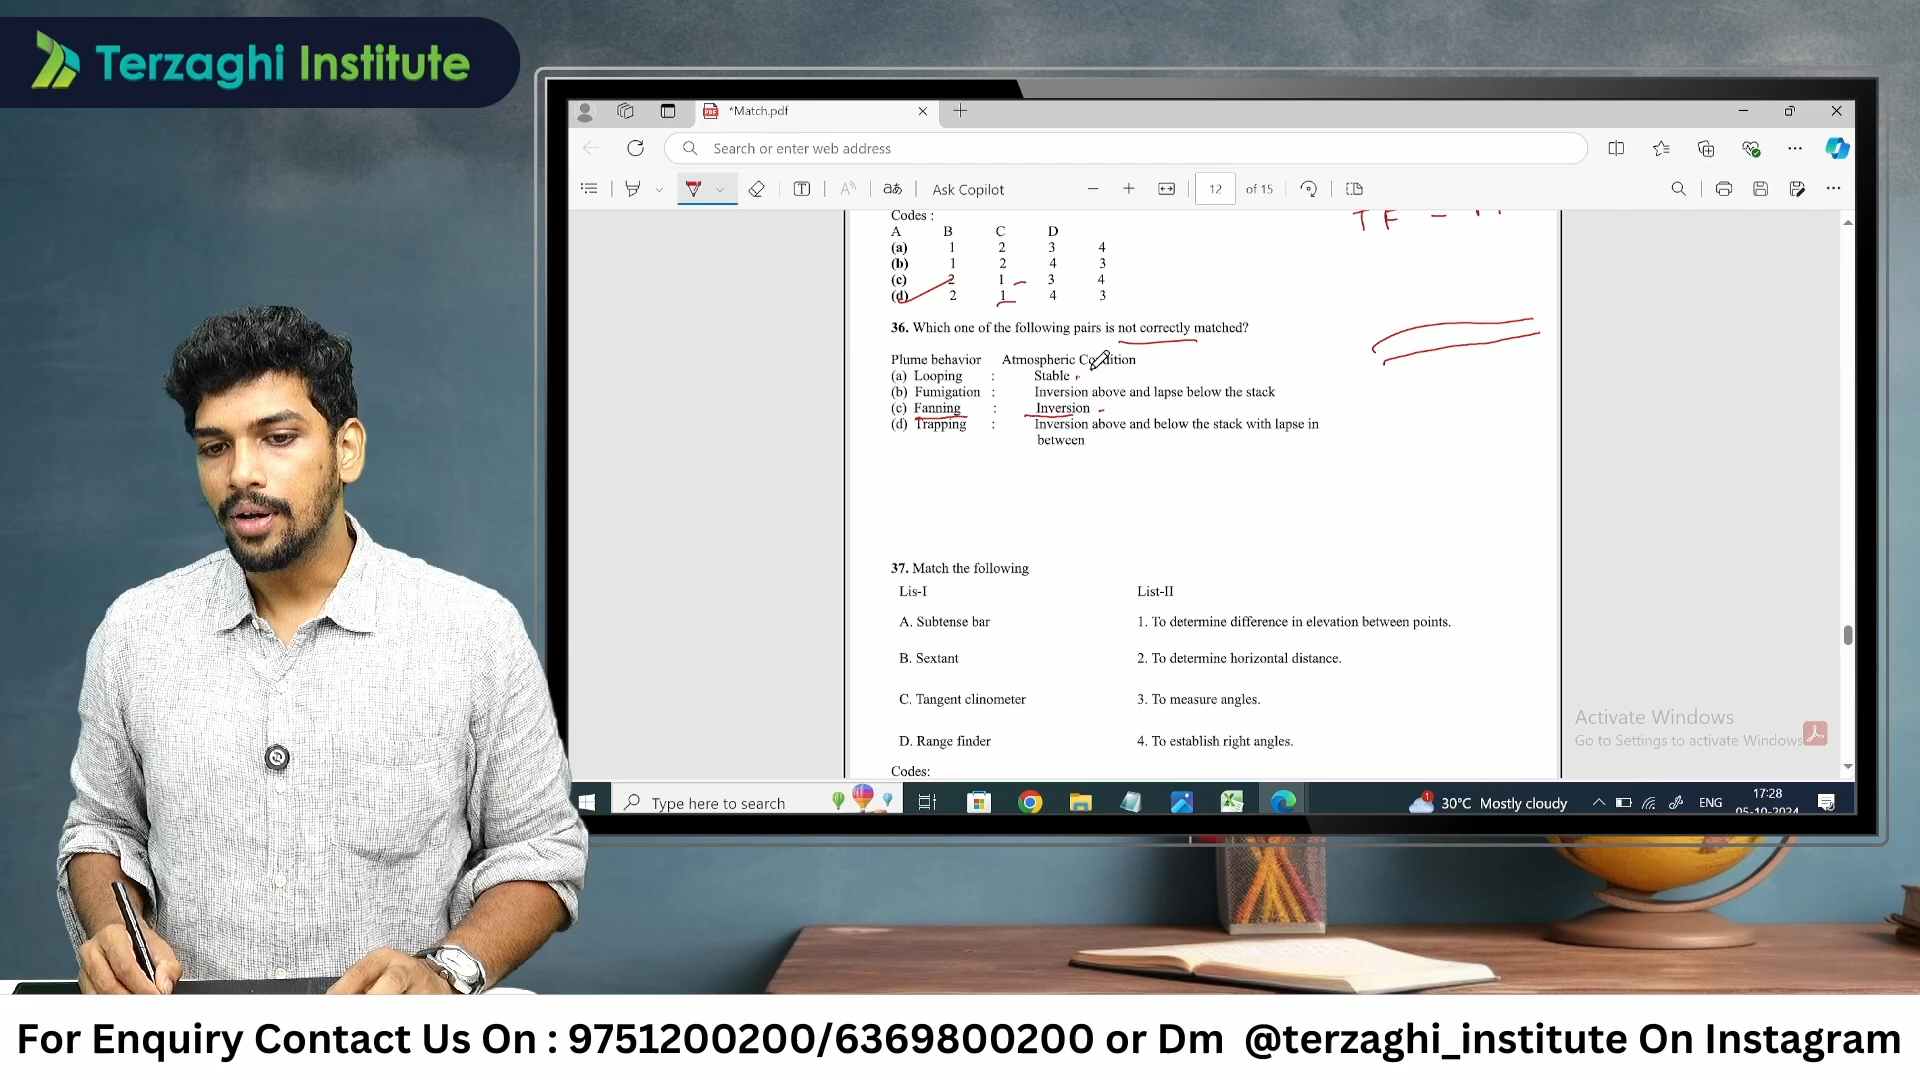 Terzaghi Institute
*Match.pdf
Search or enter web address
Ask Copilot
12 of 15
Codes :
A B C D
(a) 1 2 3 4
(b) 1 2 4 3
(c) 2 1 3 4
(d) 2 1 4 3
36. Which one of the following pairs is not correctly matched?
Plume behavior Atmospheric Condition
(a) Looping : Stable
(b) Fumigation : Inversion above and lapse below the stack
(c) Fanning : Inversion
(d) Trapping : Inversion above and below the stack with lapse in
between
37. Match the following
Lis-I List-II
A. Subtense bar 1. To determine difference in elevation between points.
B. Sextant 2. To determine horizontal distance.
C. Tangent clinometer 3. To measure angles.
D. Range finder 4. To establish right angles.
Codes:
Activate Windows
Go to Settings to activate Windows
Type here to search
30°C Mostly cloudy
ENG
17:28
05-10-2024
For Enquiry Contact Us On : 9751200200/6369800200 or Dm @terzaghi_institute On Instagram